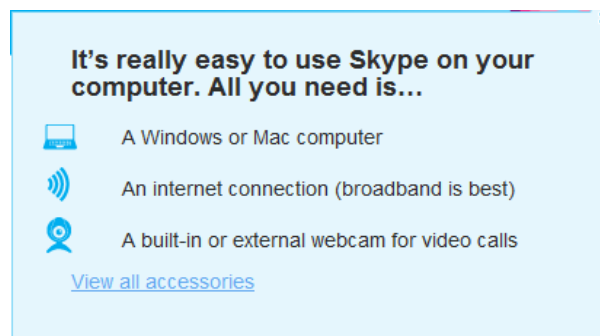 It's really easy to use Skype on your
computer. All you need is...
A Windows or Mac computer
An internet connection (broadband is best)
A built-in or external webcam for video calls
View all accessories